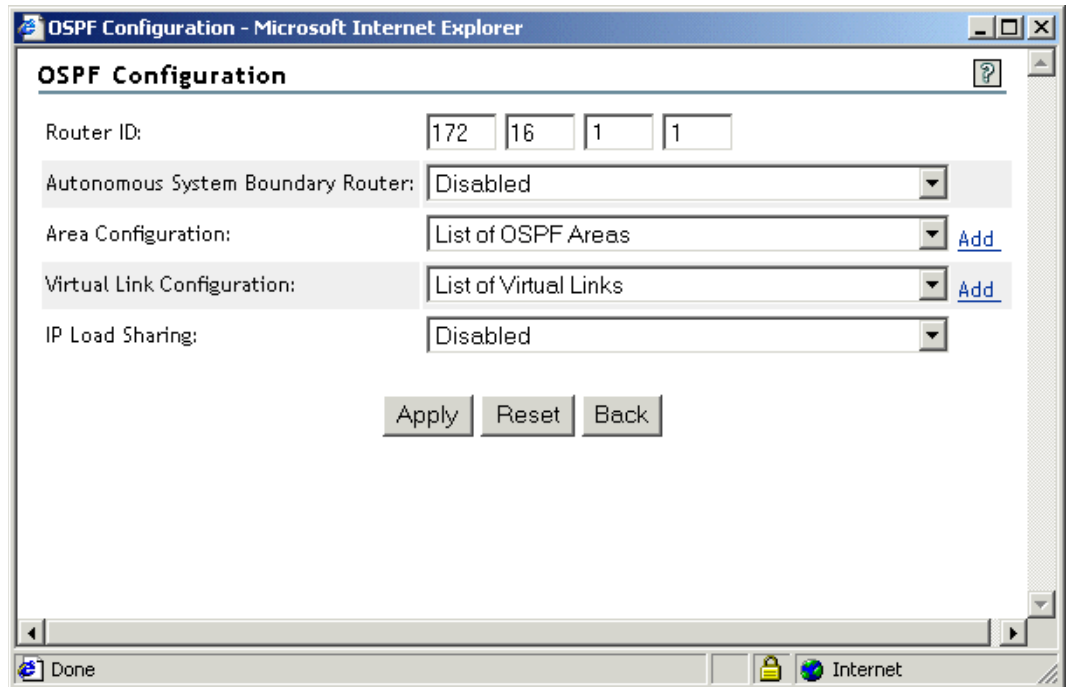 OSPF Configuration - Microsoft Internet Explorer
OSPF Configuration ?
Router ID: 172 16 1 1
Autonomous System Boundary Router: Disabled
Area Configuration: List of OSPF Areas Add
Virtual Link Configuration: List of Virtual Links Add
IP Load Sharing: Disabled
Apply Reset Back
Done Internet